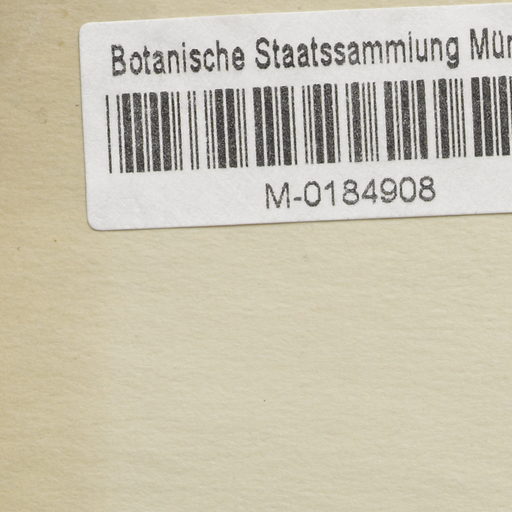 Botanische Staatssammlung Mün
M-0184908